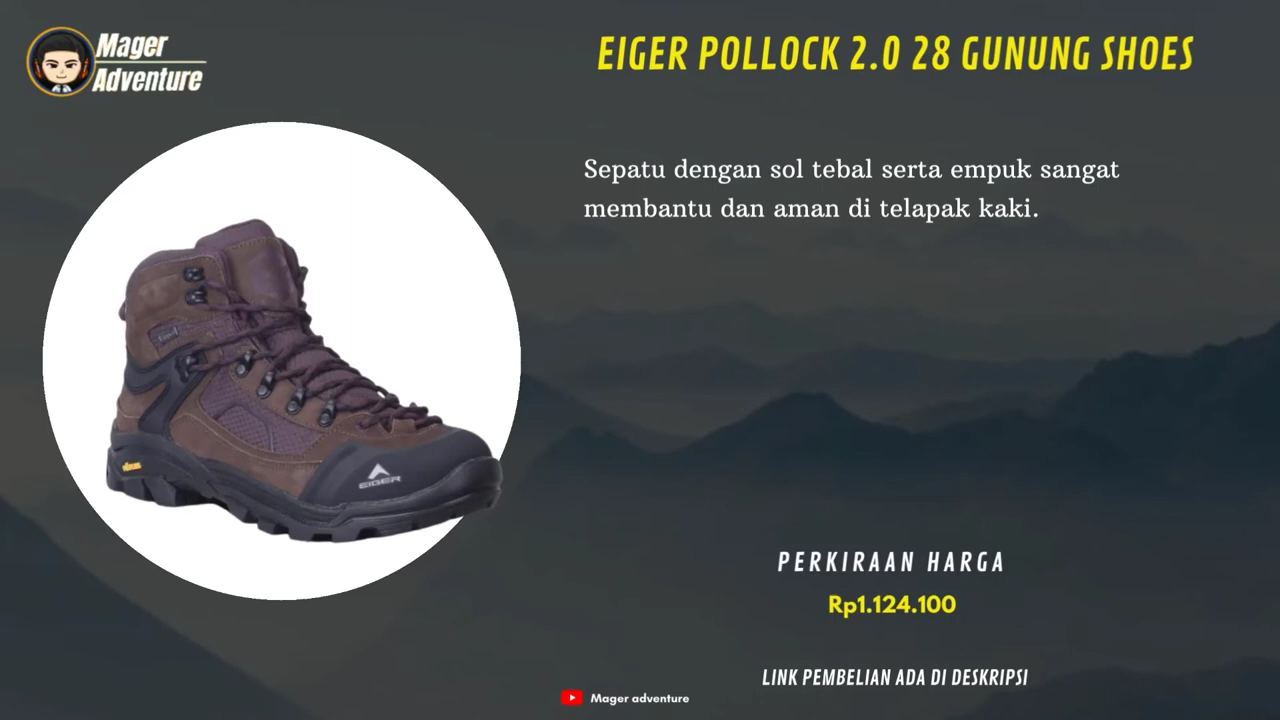 Mager
Adventure
EIGER POLLOCK 2.0 28 GUNUNG SHOES
Sepatu dengan sol tebal serta empuk sangat
membantu dan aman di telapak kaki.
EIGER
PERKIRAAN HARGA
Rp1.124.100
LINK PEMBELIAN ADA DI DESKRIPSI
Mager adventure